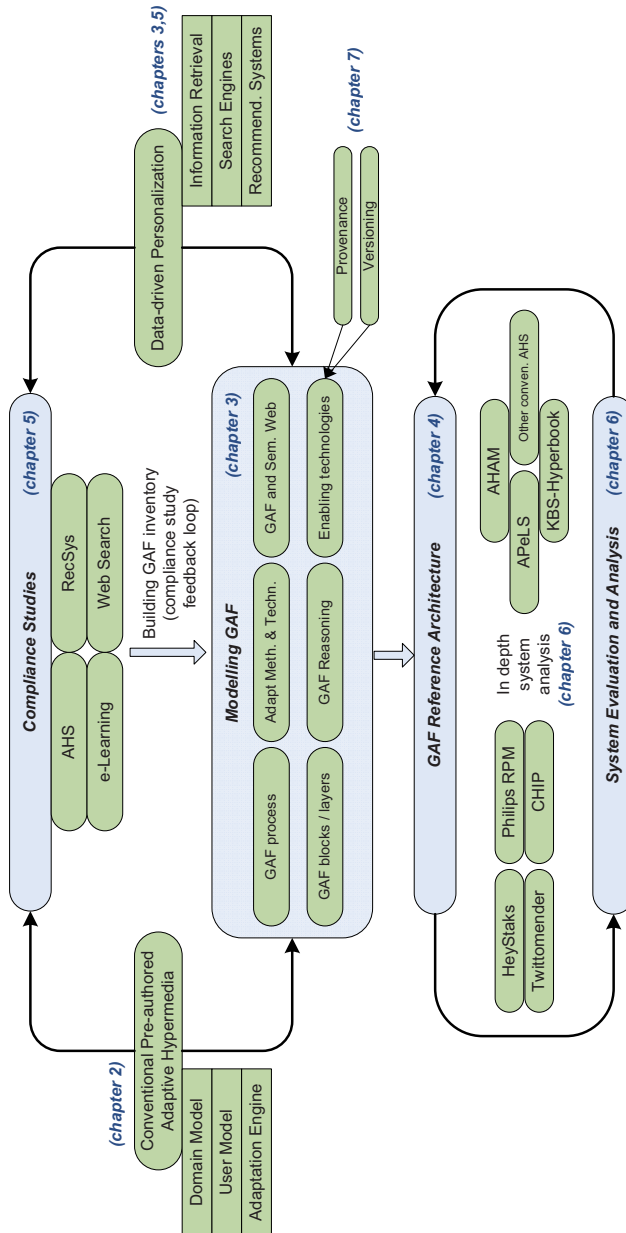 Compliance Studies
(chapter 5)
AHS
RecSys
e-Learning
Web Search
Building GAF inventory
(compliance study
feedback loop)
(chapter 2)
Conventional Pre-authored
Adaptive Hypermedia
Domain Model
User Model
Adaptation Engine
Modelling GAF
(chapter 3)
GAF process
Adapt Meth. & Techn.
GAF and Sem. Web
GAF blocks / layers
GAF Reasoning
Enabling technologies
(chapters 3,5)
Data-driven Personalization
Information Retrieval
Search Engines
Recommend. Systems
(chapter 7)
Provenance
Versioning
GAF Reference Architecture
(chapter 4)
HeyStaks
Philips RPM
Twittomender
CHIP
In depth
system
analysis
(chapter 6)
AHAM
APeLS
Other conven. AHS
KBS-Hyperbook
System Evaluation and Analysis
(chapter 6)